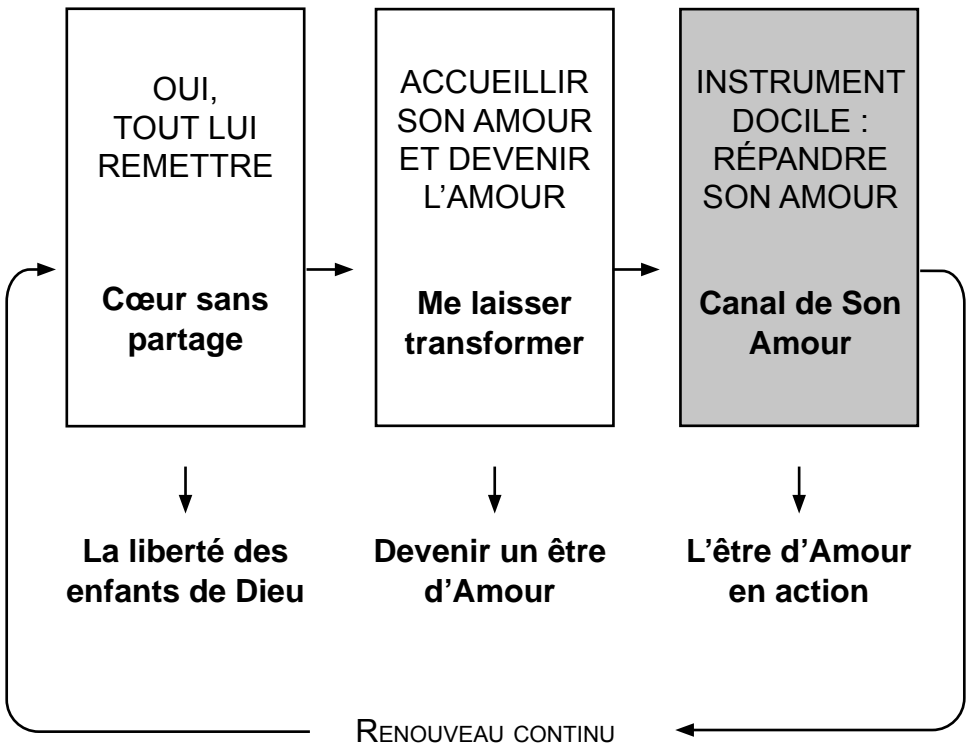 OUI,
TOUT LUI
REMETTRE
Cœur sans
partage
La liberté des
enfants de Dieu
ACCUEILLIR
SON AMOUR
ET DEVENIR
L’AMOUR
Me laisser
transformer
Devenir un être
d’Amour
INSTRUMENT
DOCILE :
RÉPANDRE
SON AMOUR
Canal de Son
Amour
L’être d’Amour
en action
RENOUVEAU CONTINU